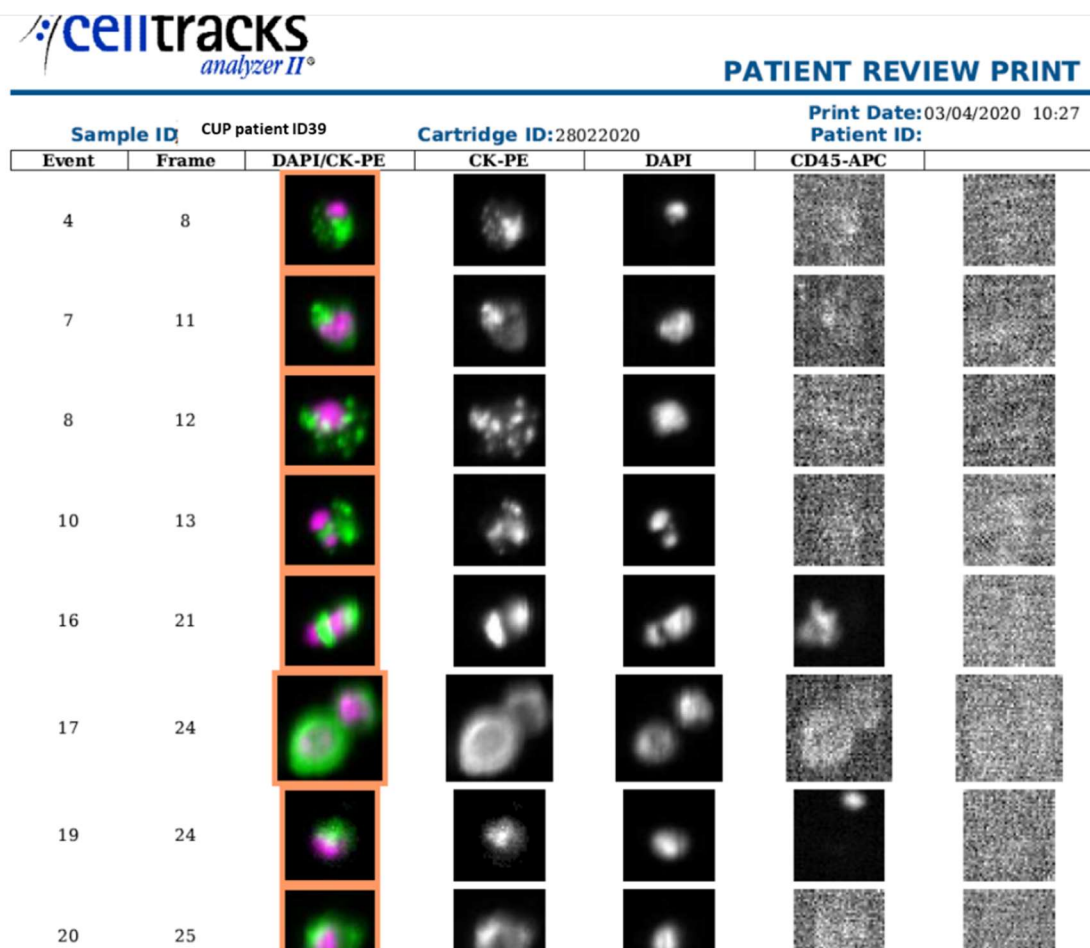 celltracks
analyzer II®
PATIENT REVIEW PRINT
Print Date: 03/04/2020 10:27
Sample ID CUP patient ID39 Cartridge ID: 28022020 Patient ID:
Event Frame DAPI/CK-PE CK-PE DAPI CD45-APC
4 8
7 11
8 12
10 13
16 21
17 24
19 24
20 25